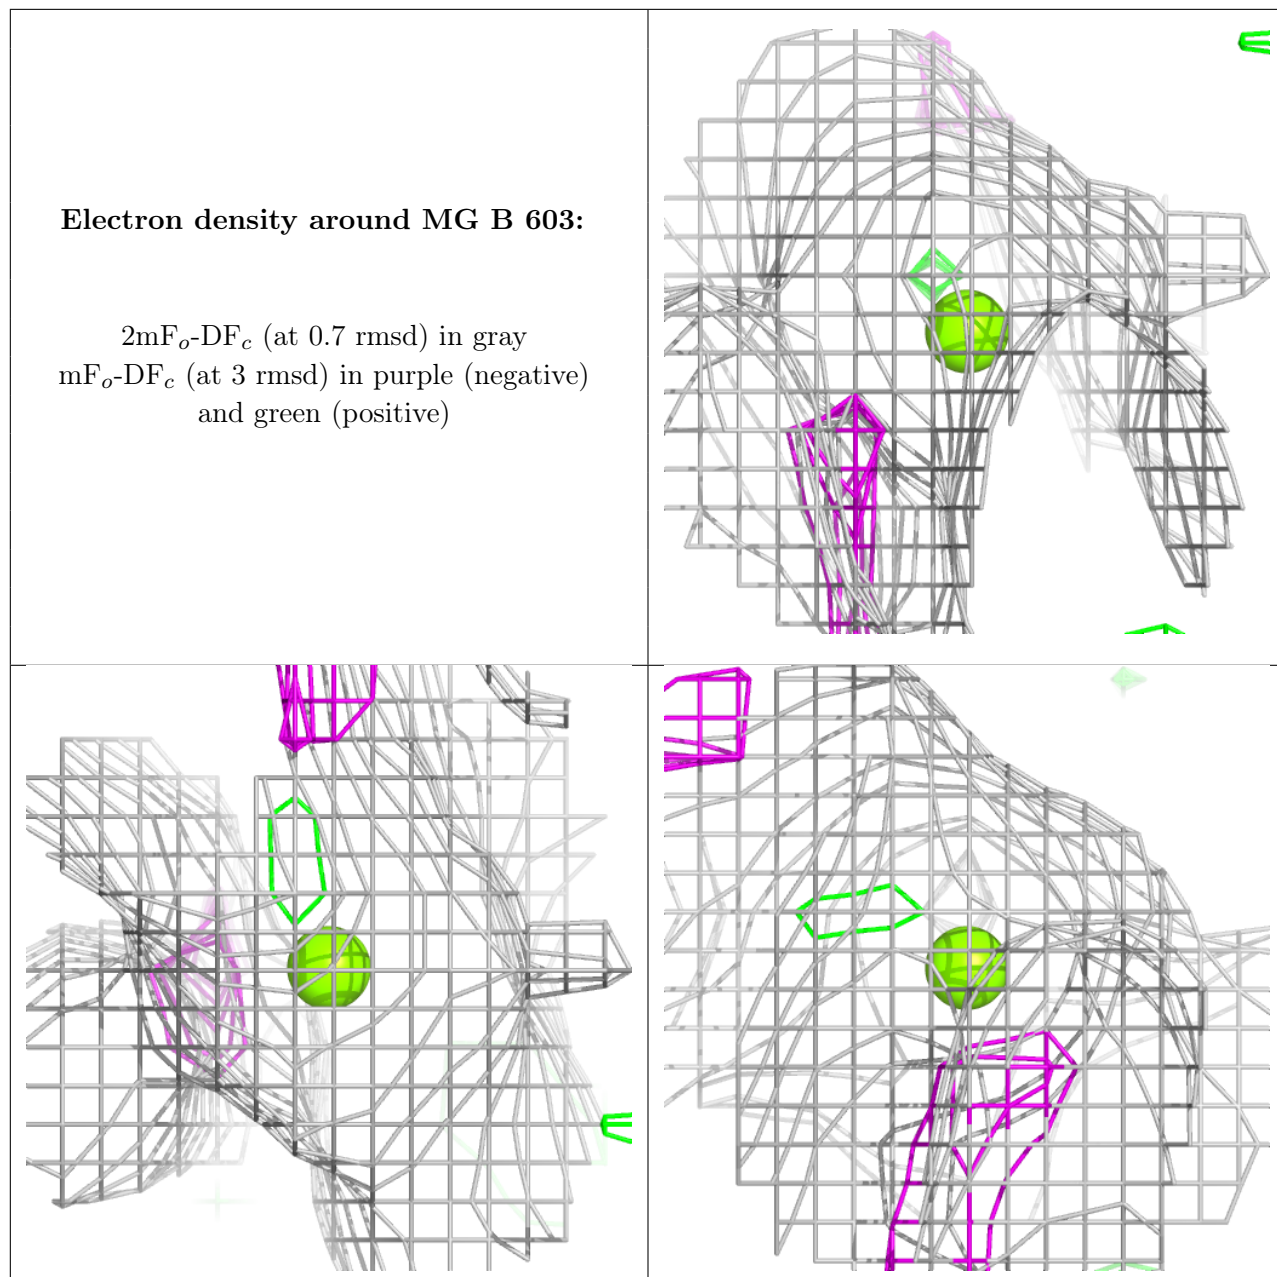 Electron density around MG B 603:
2mFo-DFc (at 0.7 rmsd) in gray
mFo-DFc (at 3 rmsd) in purple (negative)
and green (positive)